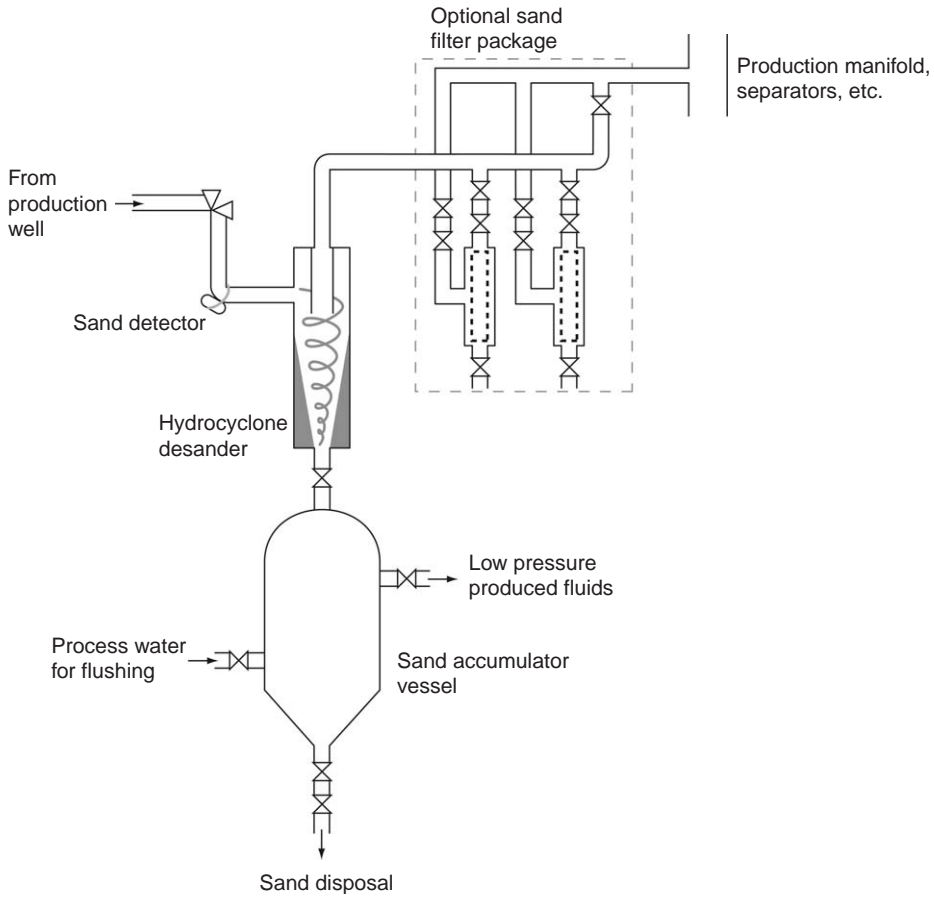 Optional sand
filter package
Production manifold,
separators, etc.
From
production
well
Sand detector
Hydrocyclone
desander
Low pressure
produced fluids
Process water
for flushing
Sand accumulator
vessel
Sand disposal